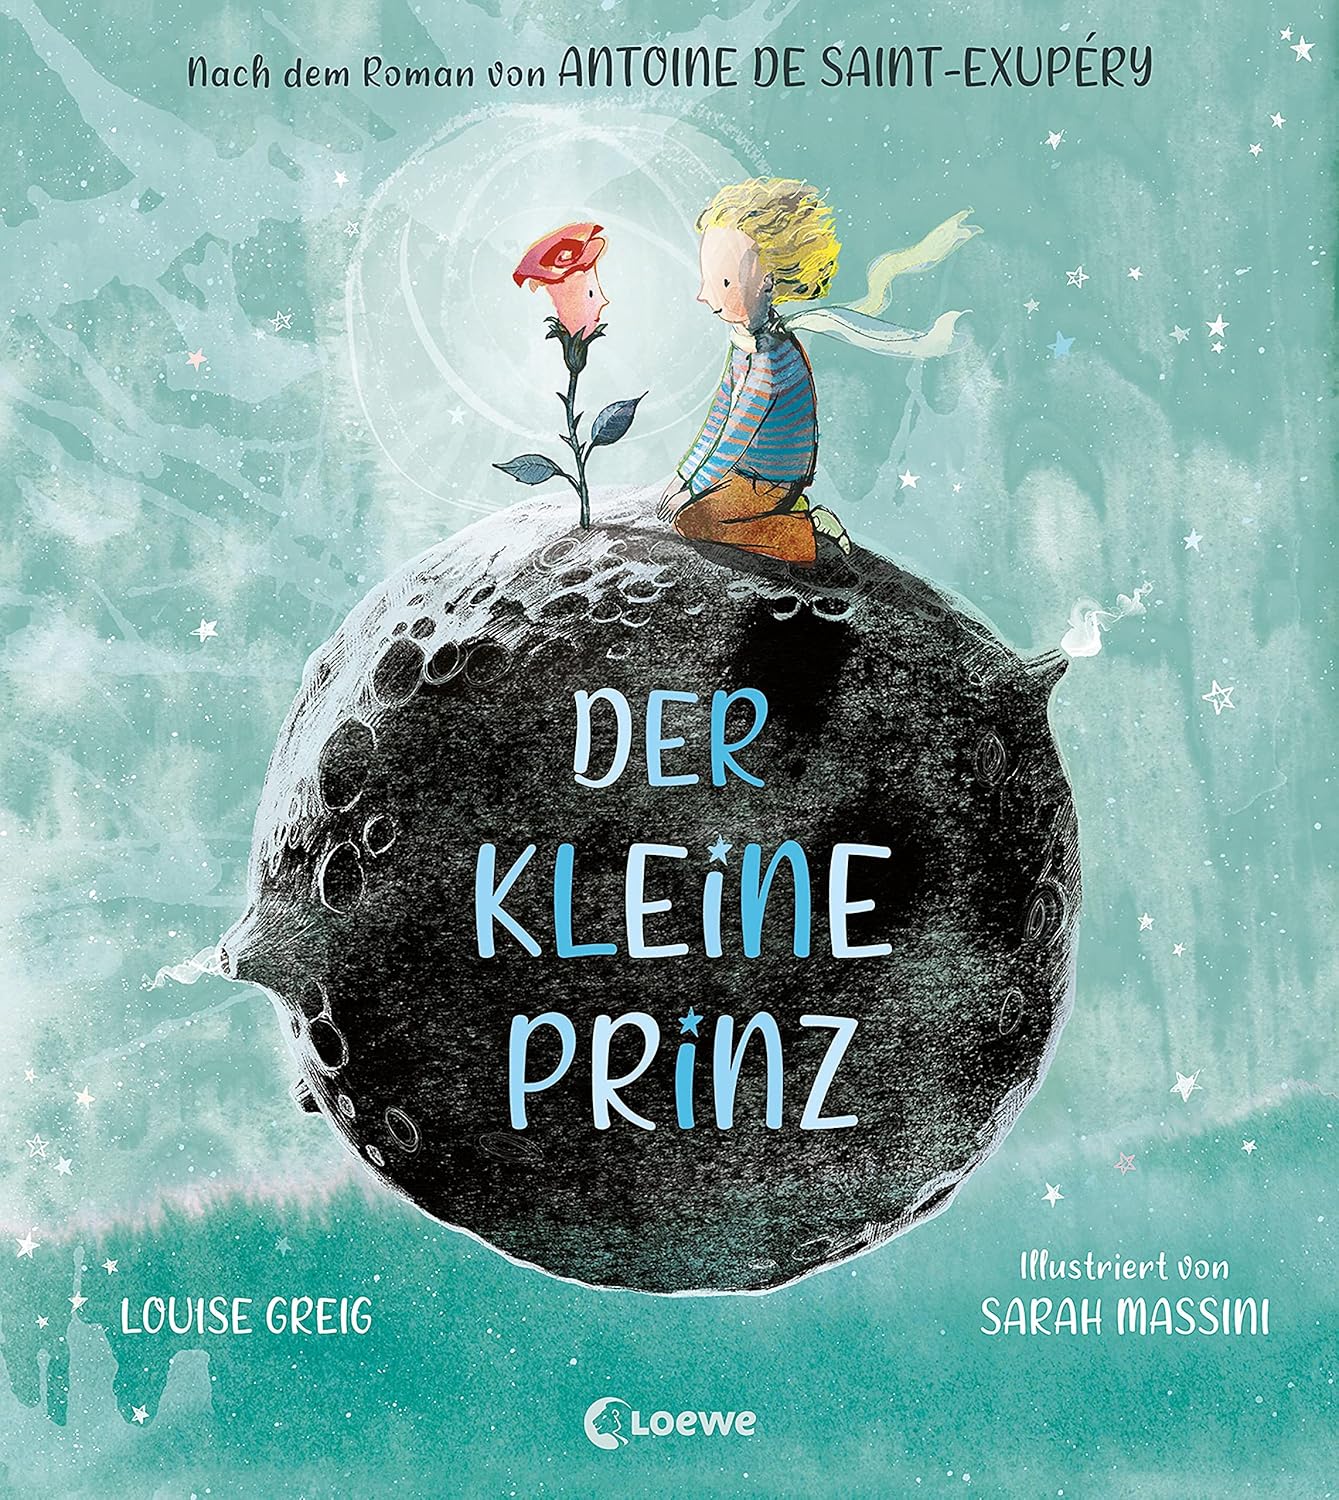 Nach dem Roman von ANTOINE DE SAINT-EXUPÉRY
DER
KLEINE
PRINZ
LOUISE GREIG
Illustriert von
SARAH MASSINI
LOEWE